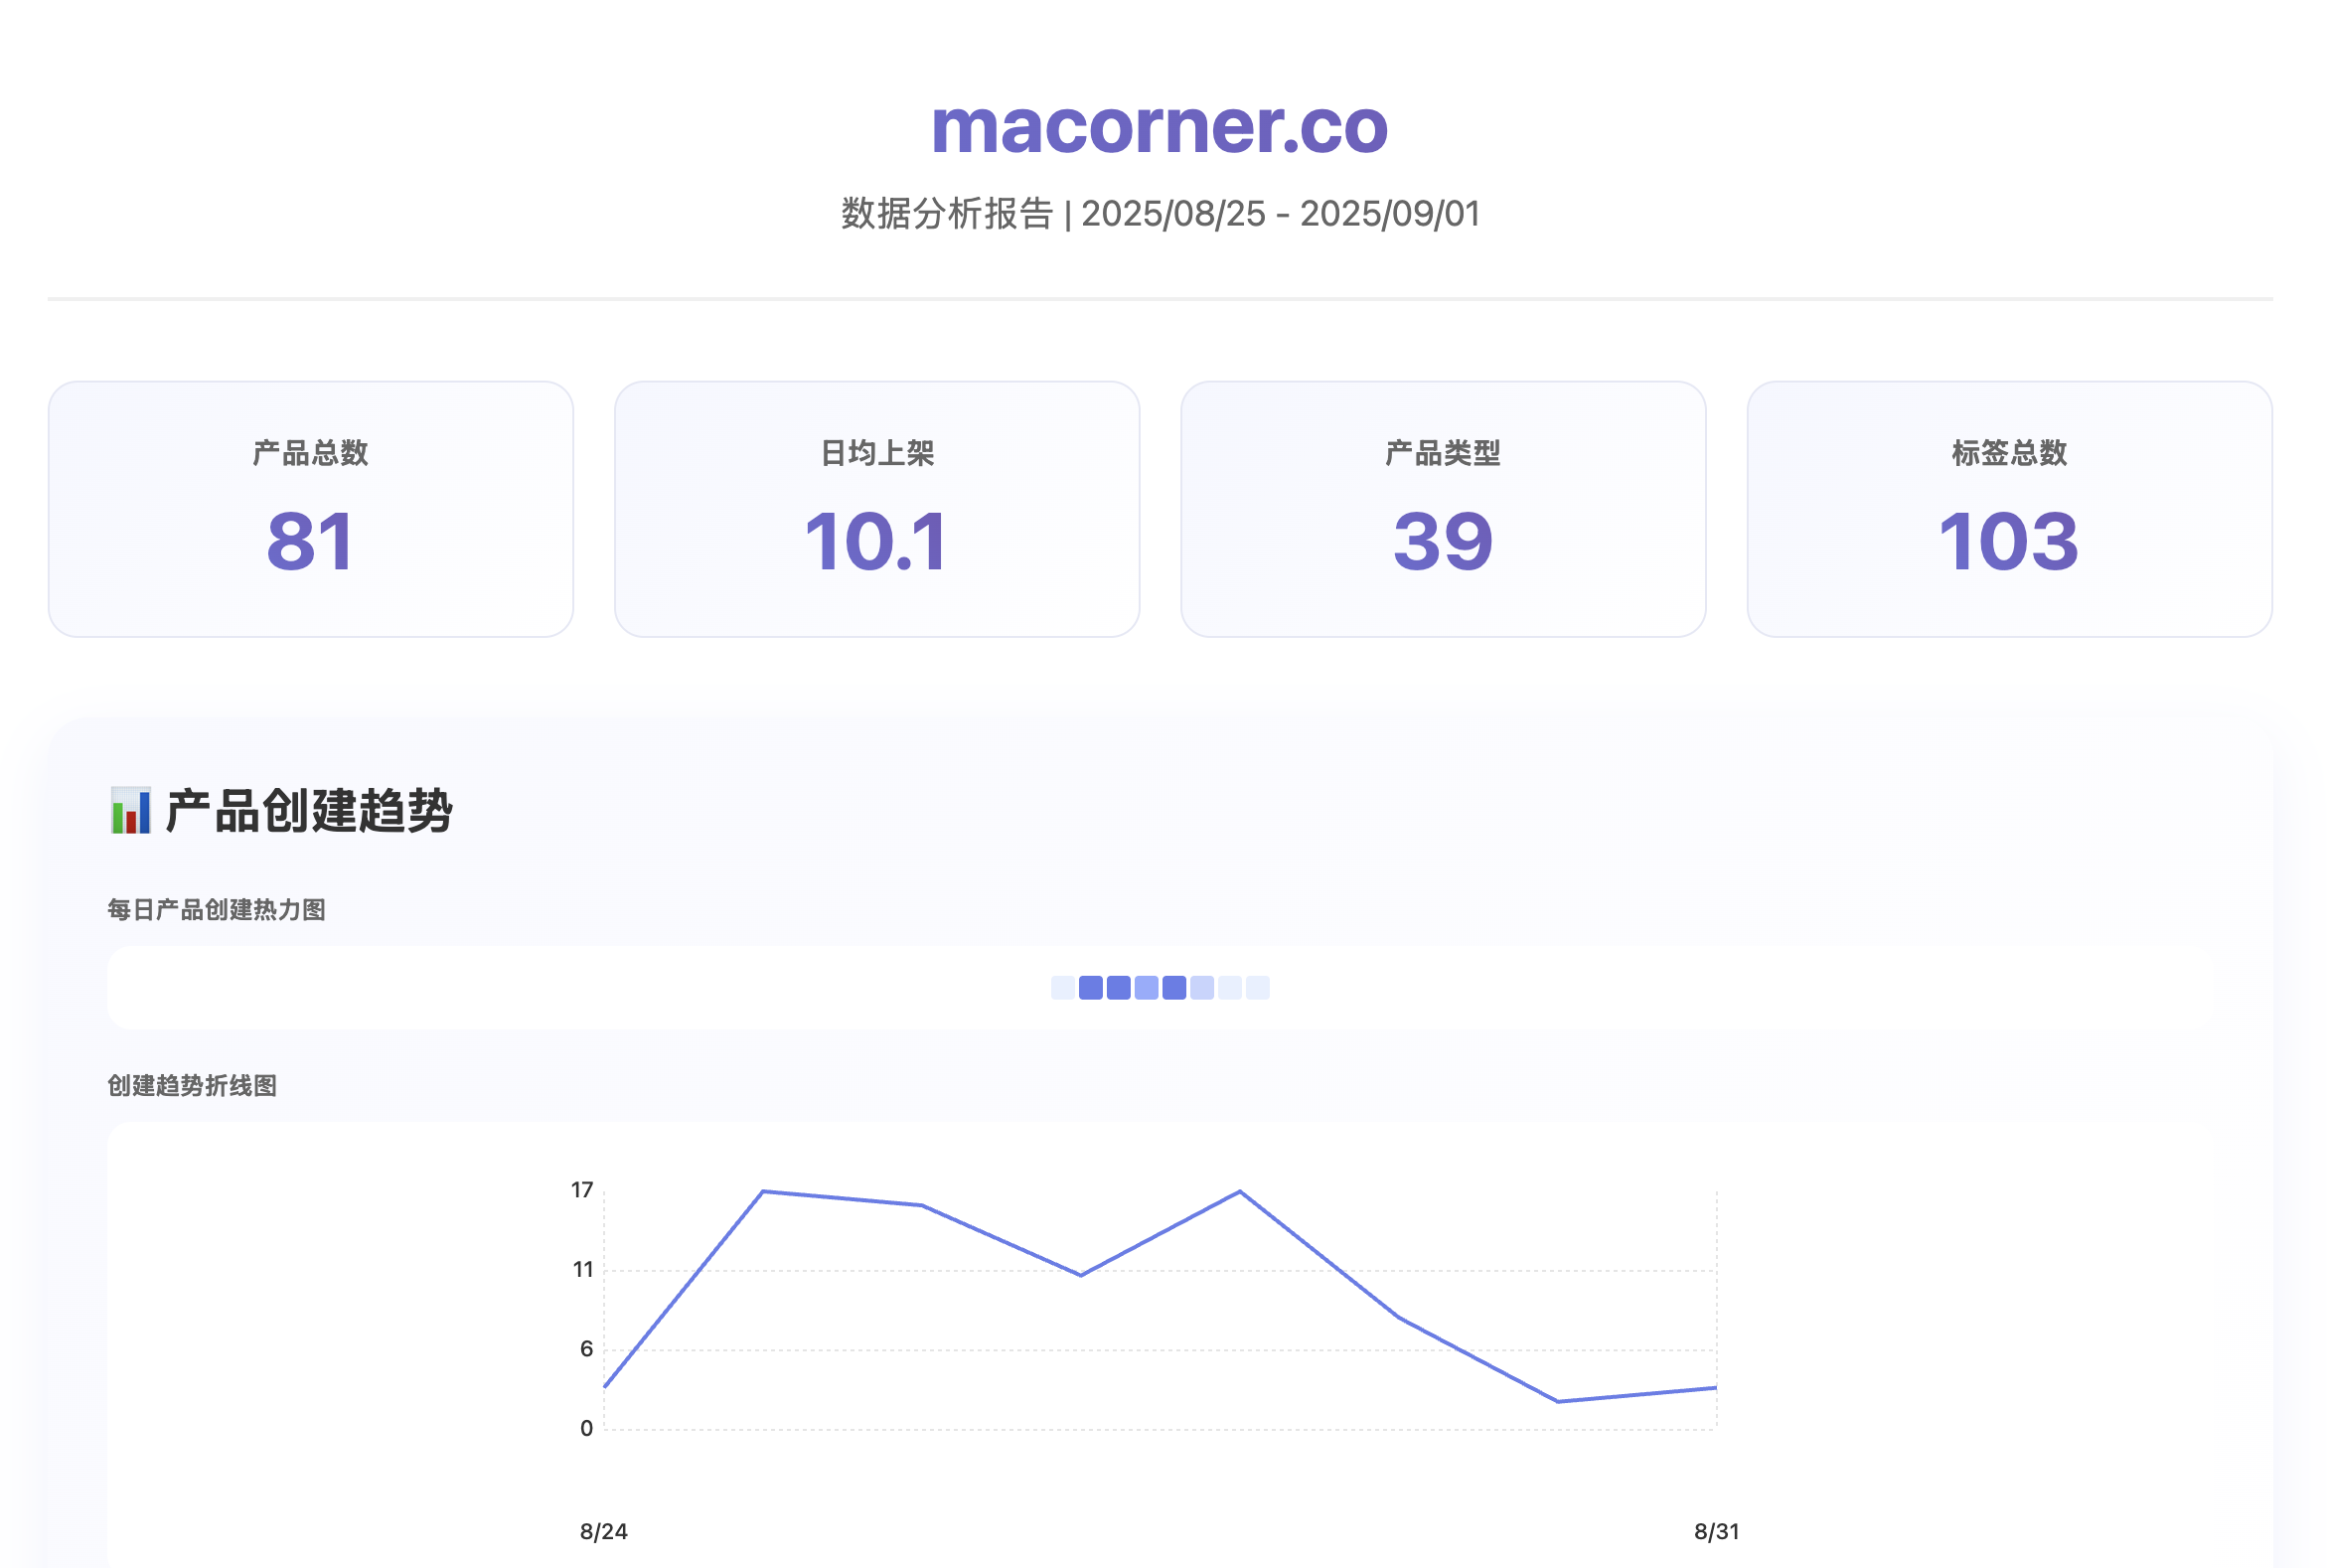 macorner.co
数据分析报告 | 2025/08/25 - 2025/09/01
产品总数
81
日均上架
10.1
产品类型
39
标签总数
103
📊 产品创建趋势
每日产品创建热力图
创建趋势折线图
17
11
6
0
8/24
8/31